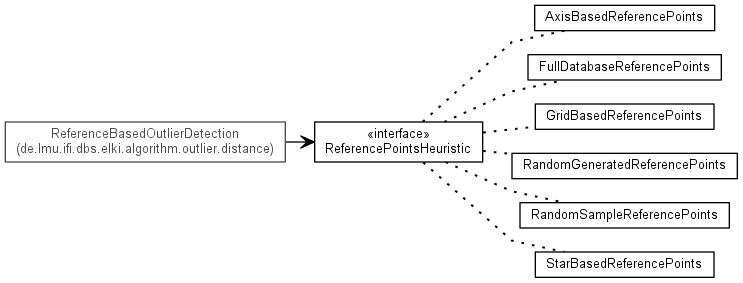 AxisBasedReferencePoints
FullDatabaseReferencePoints
GridBasedReferencePoints
ReferenceBasedOutlierDetection
(de.lmu.ifi.dbs.elki.algorithm.outlier.distance)
«interface»
ReferencePointsHeuristic
RandomGeneratedReferencePoints
RandomSampleReferencePoints
StarBasedReferencePoints